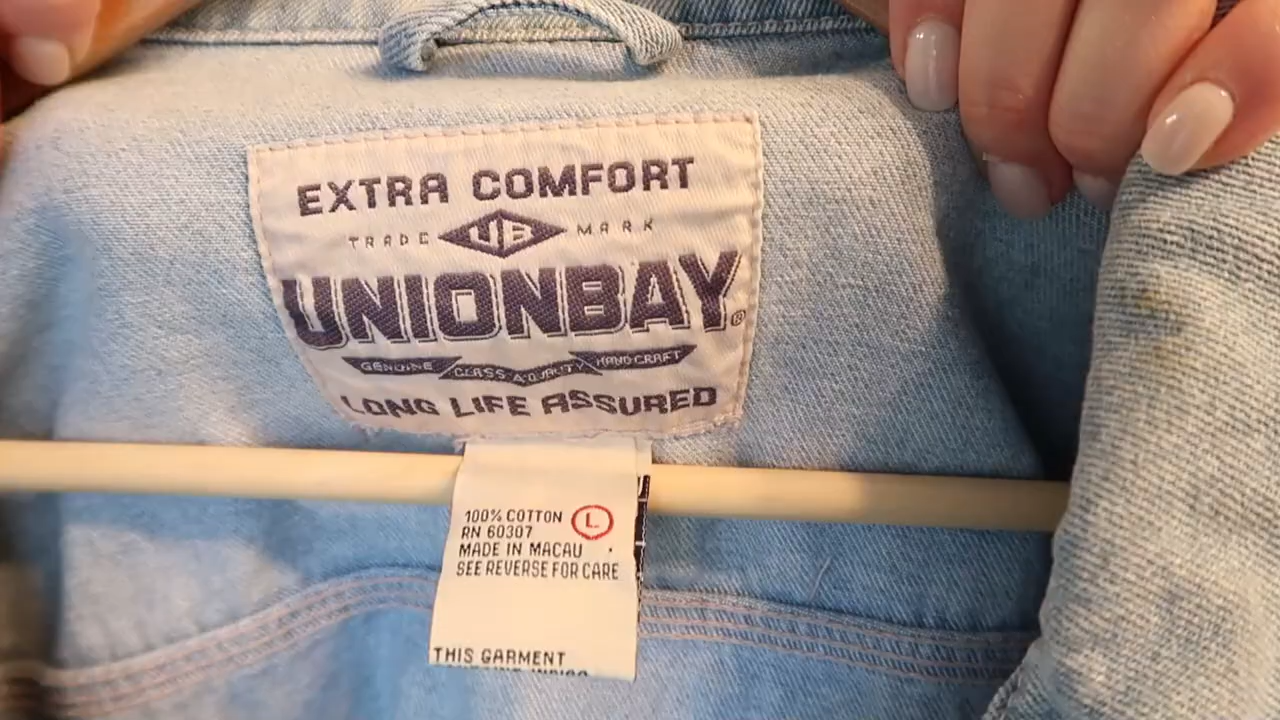 EXTRA COMFORT
TRADE UB MARK
UNIONBAY®
GENUINE CLASS-A-QUALITY HAND CRAFT
LONG LIFE ASSURED
100% COTTON L
RN 60307
MADE IN MACAU
SEE REVERSE FOR CARE
THIS GARMENT